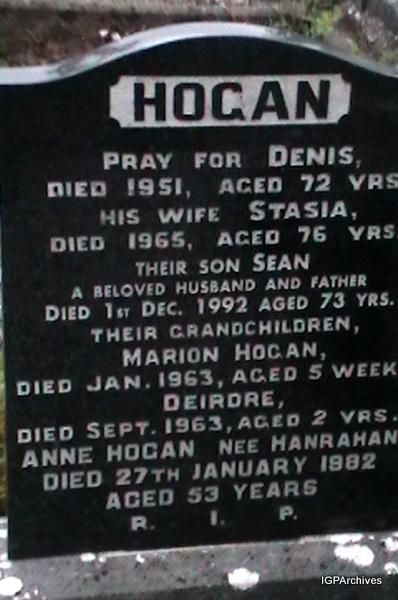 HOGAN
PRAY FOR DENIS,
DIED 1951, AGED 72 YRS
HIS WIFE STASIA,
DIED 1965, AGED 76 YRS.
THEIR SON SEAN
A BELOVED HUSBAND AND FATHER
DIED 1ST DEC. 1992 AGED 73 YRS.
THEIR GRANDCHILDREN,
MARION HOGAN,
DIED JAN. 1963, AGED 5 WEEK
DEIRDRE,
DIED SEPT. 1963, AGED 2 YRS.
ANNE HOGAN NEE HANRAHAN
DIED 27TH JANUARY 1982
AGED 53 YEARS
R. I. P.
IGPArchives